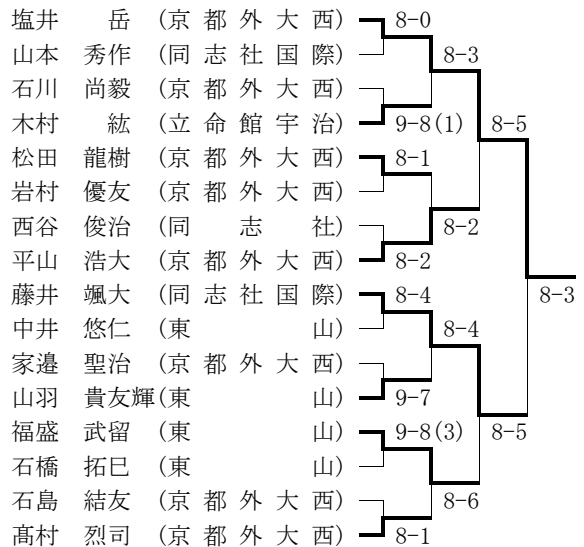 塩井 岳 (京都外大西) 8-0
山本 秀作 (同志社国際) 8-3
石川 尚毅 (京都外大西)
木村 紘 (立命館宇治) 9-8(1) 8-5
松田 龍樹 (京都外大西) 8-1
岩村 優友 (京都外大西)
西谷 俊治 (同志社) 8-2
平山 浩大 (京都外大西) 8-2
藤井 颯大 (同志社国際) 8-4 8-3
中井 悠仁 (東山) 8-4
家邉 聖治 (京都外大西)
山羽 貴友輝(東山) 9-7
福盛 武留 (東山) 9-8(3) 8-5
石橋 拓巳 (東山)
石島 結友 (京都外大西) 8-6
髙村 烈司 (京都外大西) 8-1